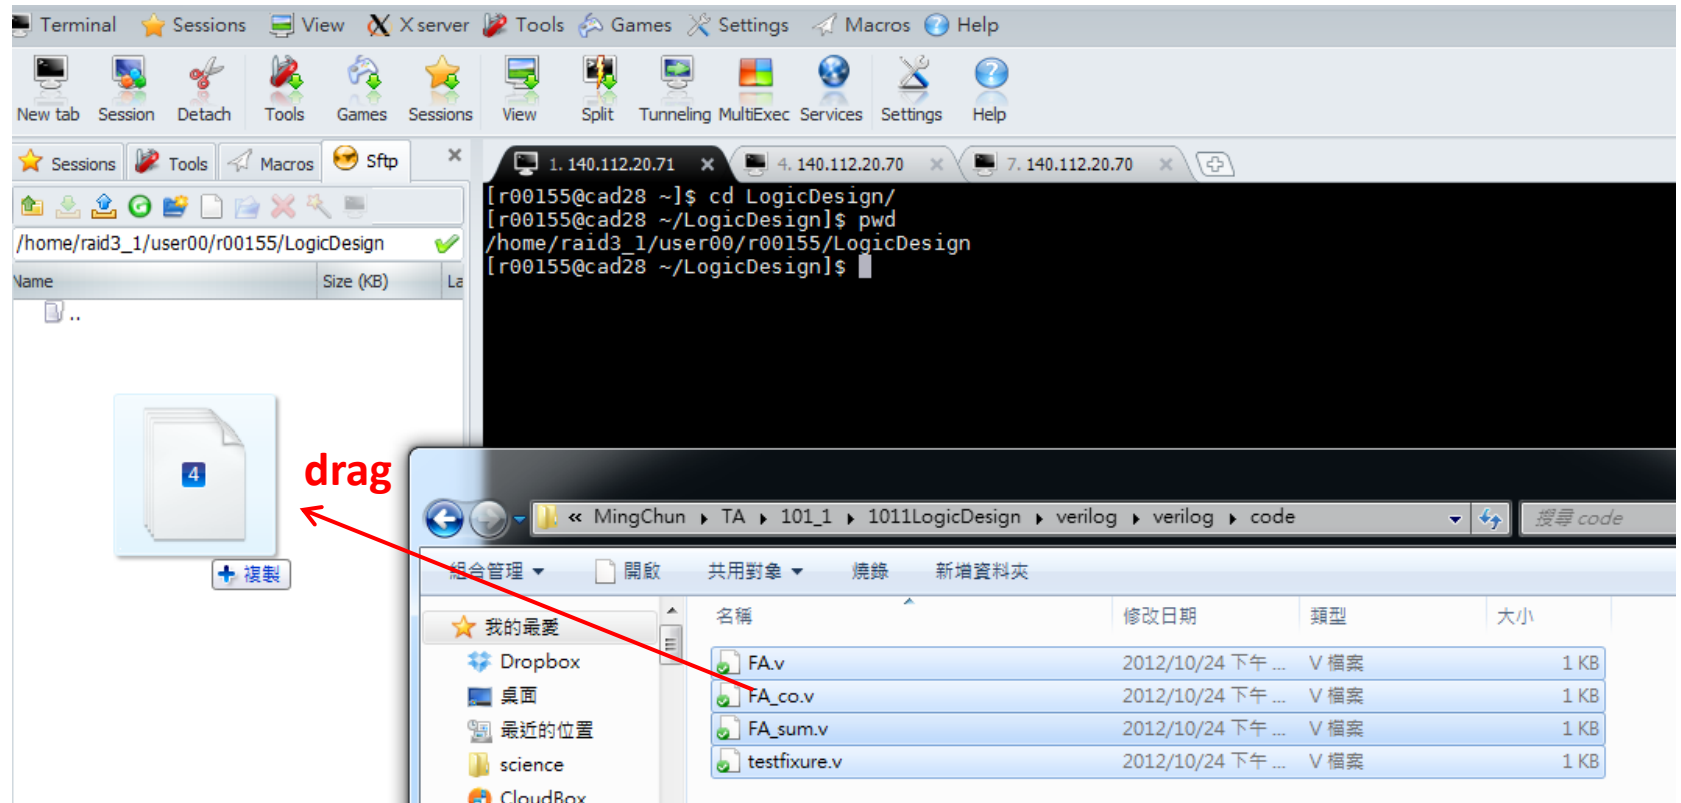 Terminal Sessions View X server Tools Games Settings Macros Help
New tab Session Detach Tools Games Sessions View Split Tunneling MultiExec Services Settings Help
Sessions Tools Macros Sftp
/home/raid3_1/user00/r00155/LogicDesign
Name Size (KB) La
..
4
複製
drag
1. 140.112.20.71 4. 140.112.20.70 7. 140.112.20.70
[r00155@cad28 ~]$ cd LogicDesign/
[r00155@cad28 ~/LogicDesign]$ pwd
/home/raid3_1/user00/r00155/LogicDesign
[r00155@cad28 ~/LogicDesign]$
« MingChun TA 101_1 1011LogicDesign verilog verilog code
搜尋 code
組合管理 開啟 共用對象 燒錄 新增資料夾
我的最愛
Dropbox
桌面
最近的位置
science
CloudBox
名稱 修改日期 類型 大小
FA.v 2012/10/24 下午 ... V 檔案 1 KB
FA_co.v 2012/10/24 下午 ... V 檔案 1 KB
FA_sum.v 2012/10/24 下午 ... V 檔案 1 KB
testfixure.v 2012/10/24 下午 ... V 檔案 1 KB